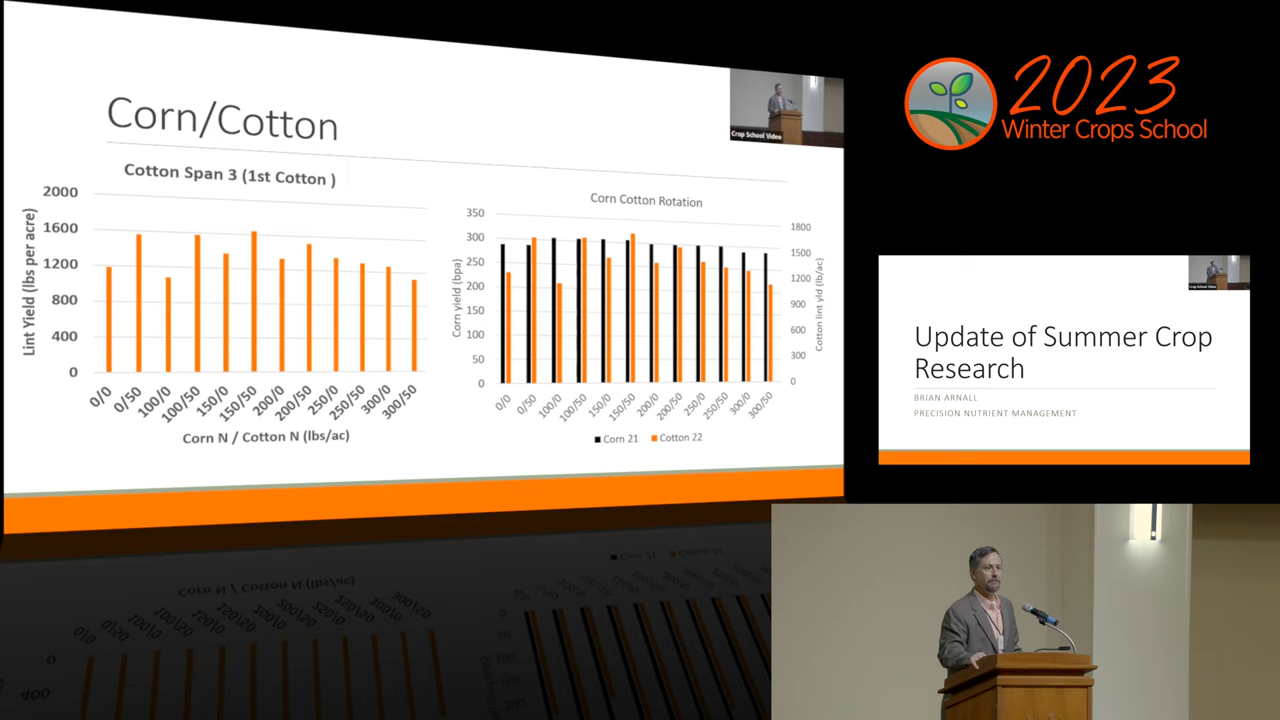 Corn/Cotton
Crop School Video
Cotton Span 3 (1st Cotton )
2000
1600
1200
800
400
0
Lint Yield (lbs per acre)
0/0
0/50
100/0
100/50
150/0
150/50
200/0
200/50
250/0
250/50
300/0
300/50
Corn N / Cotton N (lbs/ac)
Corn Cotton Rotation
350
300
250
200
150
100
50
0
Corn yield (bpa)
1800
1500
1200
900
600
300
0
Cotton lint yld (lb/ac)
0/0
0/50
100/0
100/50
150/0
150/50
200/0
200/50
250/0
250/50
300/0
300/50
Corn 21
Cotton 22
2023
Winter Crops School
Crop School Video
Update of Summer Crop
Research
BRIAN ARNALL
PRECISION NUTRIENT MANAGEMENT